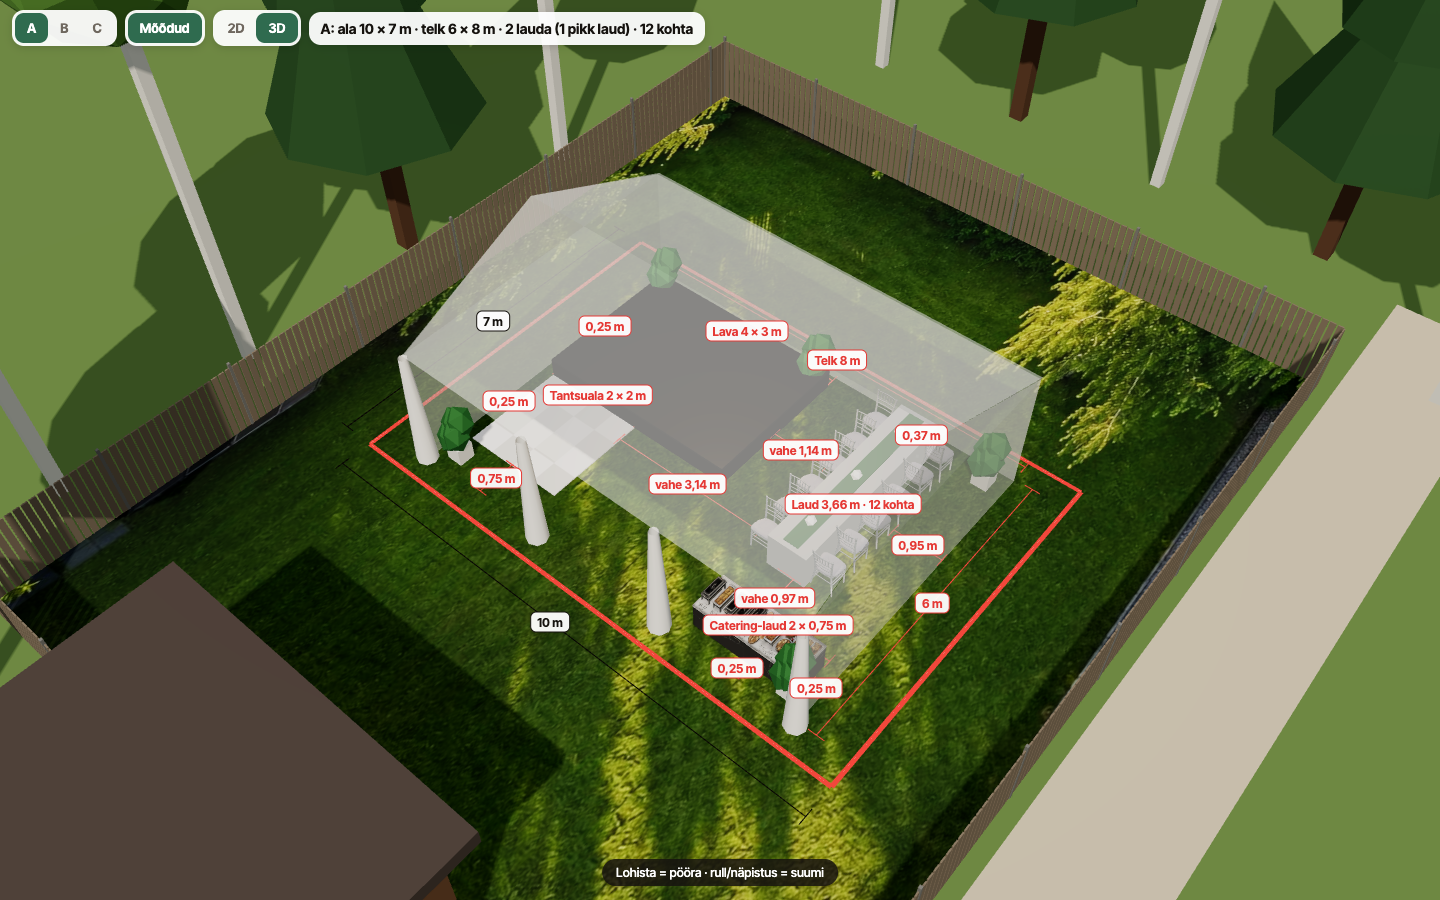 A B C Mõõdud 2D 3D A: ala 10 × 7 m · telk 6 × 8 m · 2 lauda (1 pikk laud) · 12 kohta
7 m
0,25 m
Lava 4 × 3 m
Telk 8 m
0,25 m
Tantsuala 2 × 2 m
0,37 m
vahe 1,14 m
0,75 m
vahe 3,14 m
Laud 3,66 m · 12 kohta
0,95 m
vahe 0,97 m
6 m
10 m
Catering-laud 2 × 0,75 m
0,25 m
0,25 m
Lohista = pööra · rull/näpistus = suumi